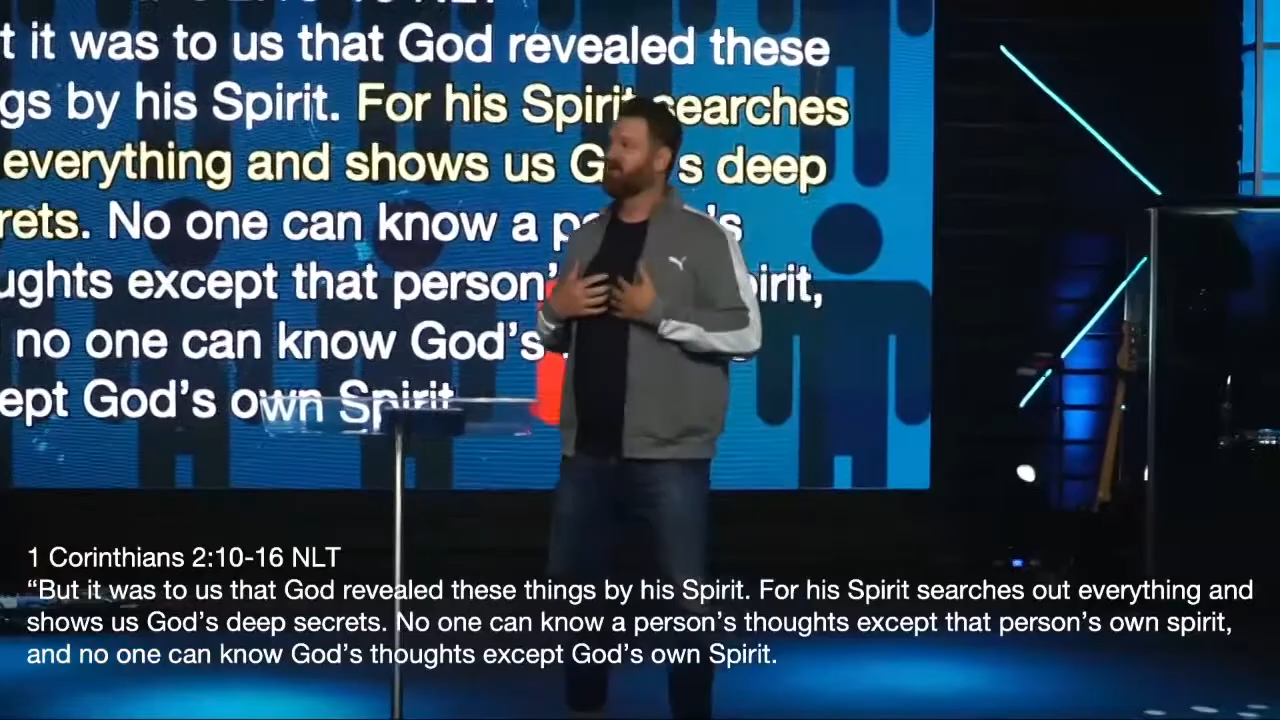 t it was to us that God revealed these
gs by his Spirit. For his Spirit searches
everything and shows us G s deep
rets. No one can know a pe 's
ughts except that person' irit,
no one can know God's
ept God's own Spirit
1 Corinthians 2:10-16 NLT
“But it was to us that God revealed these things by his Spirit. For his Spirit searches out everything and
shows us God’s deep secrets. No one can know a person’s thoughts except that person’s own spirit,
and no one can know God’s thoughts except God’s own Spirit.